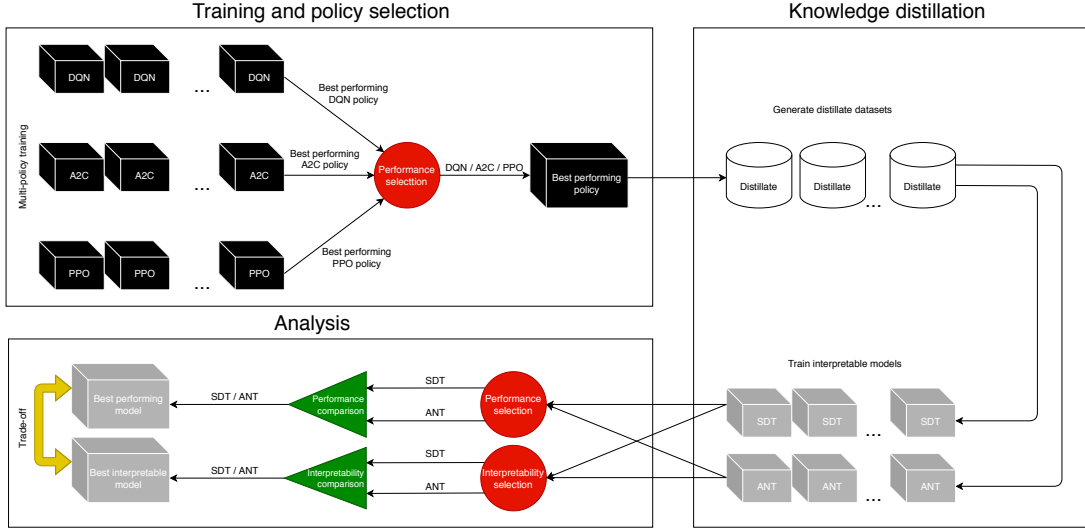 Training and policy selection
Multi-policy training
DQN
DQN
...
DQN
Best performing
DQN policy
A2C
A2C
...
A2C
Best performing
A2C policy
PPO
PPO
...
PPO
Best performing
PPO policy
Performance
selecttion
DQN / A2C / PPO
Best performing
policy
Knowledge distillation
Generate distillate datasets
Distillate
Distillate
...
Distillate
Train interpretable models
SDT
SDT
...
SDT
ANT
ANT
...
ANT
Analysis
Performance
selection
SDT
ANT
Performance
comparison
SDT / ANT
Best performing
model
Interpretability
selection
SDT
ANT
Interpretability
comparison
SDT / ANT
Best interpretable
model
Trade-off